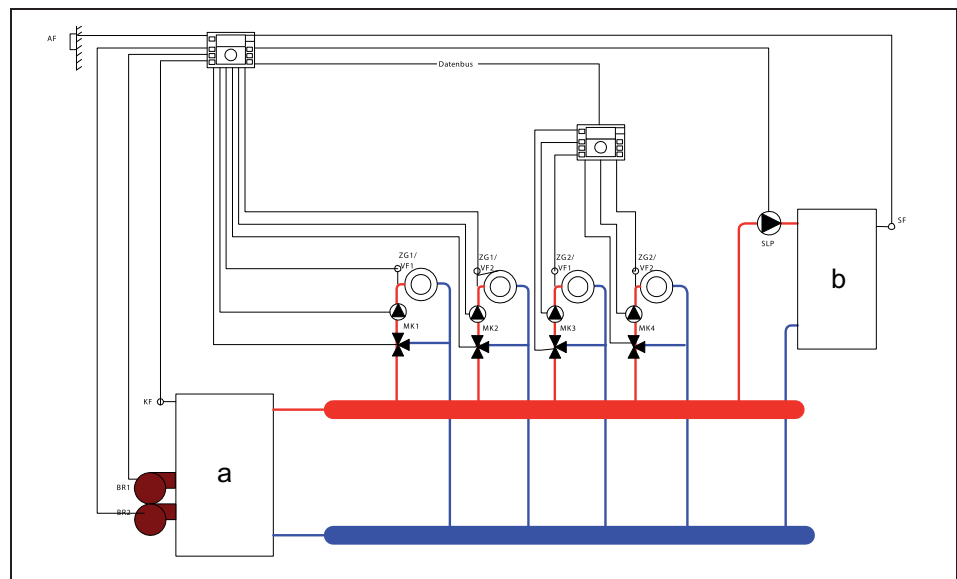 AF
Datenbus
SF
SLP
ZG1/
VF1
ZG1/
VF2
ZG2/
VF1
ZG2/
VF2
b
MK1
MK2
MK3
MK4
KF
a
BR1
BR2